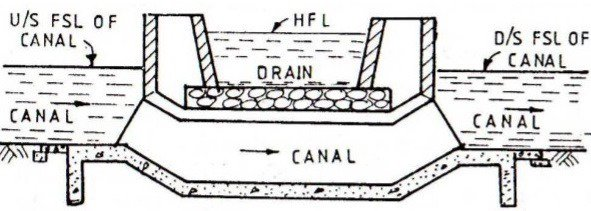 U/S FSL OF
CANAL
HFL
D/S FSL OF
CANAL
DRAIN
CANAL
CANAL
CANAL